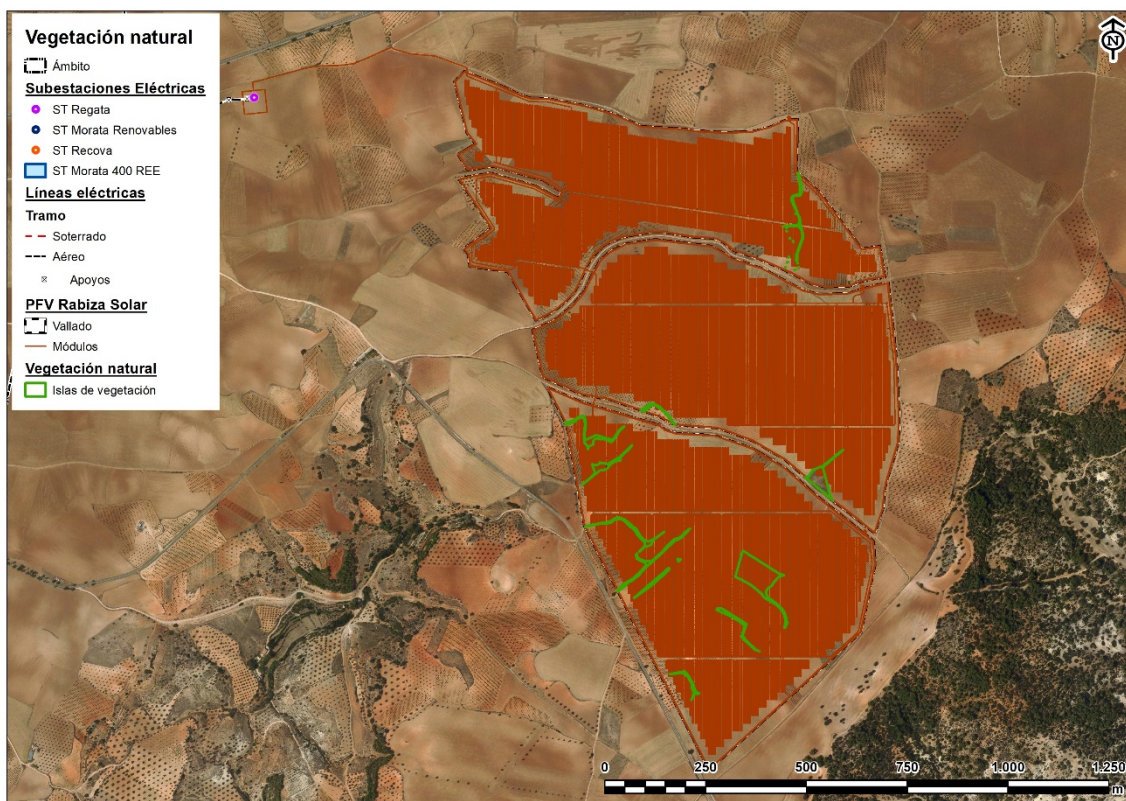 Vegetación natural
Ámbito
Subestaciones Eléctricas
ST Regata
ST Morata Renovables
ST Recova
ST Morata 400 REE
Líneas eléctricas
Tramo
Soterrado
Aéreo
Apoyos
PFV Rabiza Solar
Vallado
Módulos
Vegetación natural
Islas de vegetación
N
0 250 500 750 1.000 1.250
m